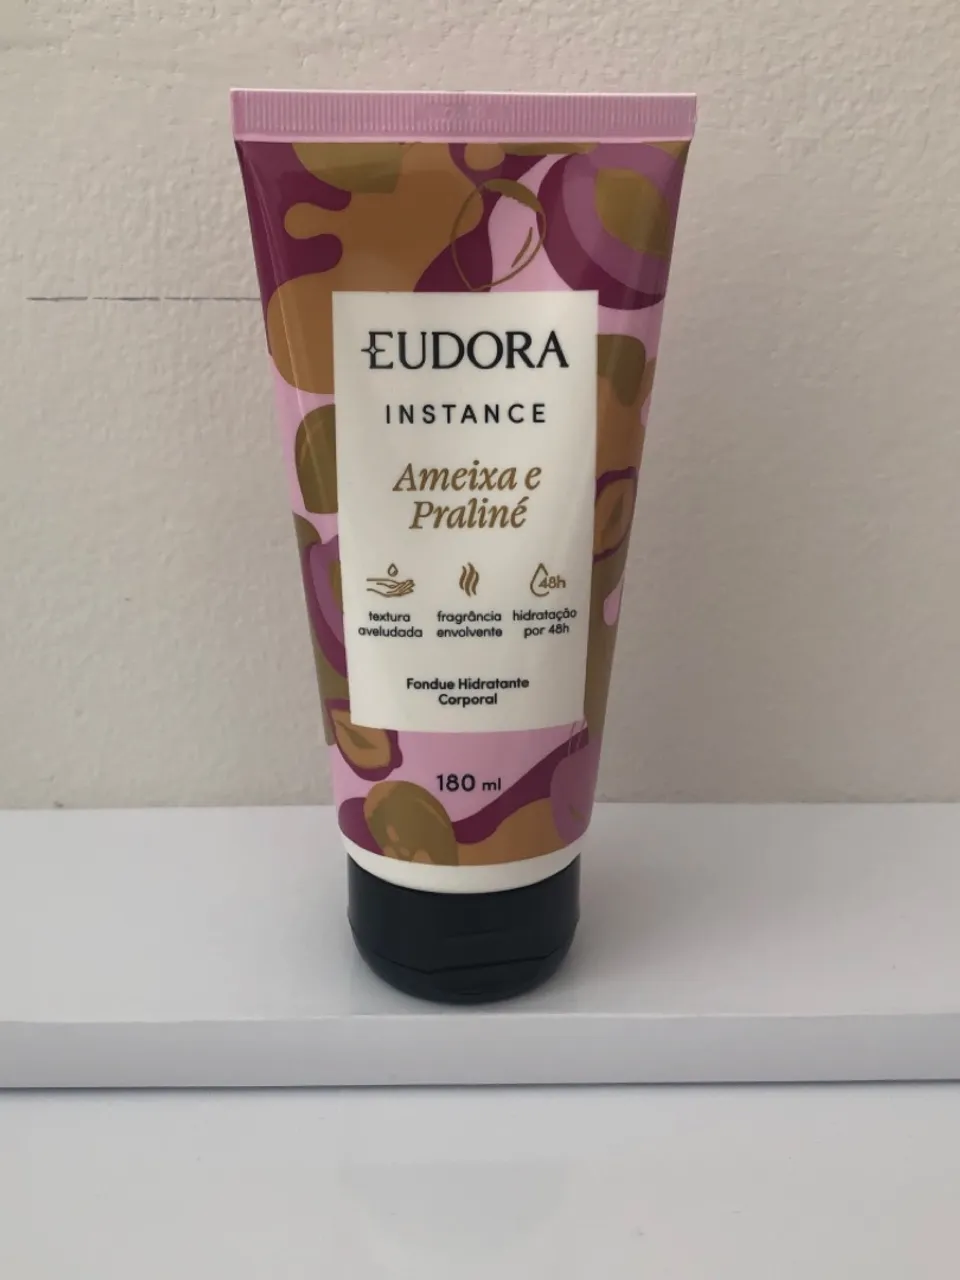 EUDORA
INSTANCE
Ameixa e
Praliné
48h
textura
aveludada
fragrância
envolvente
hidratação
por 48h
Fondue Hidratante
Corporal
180 ml